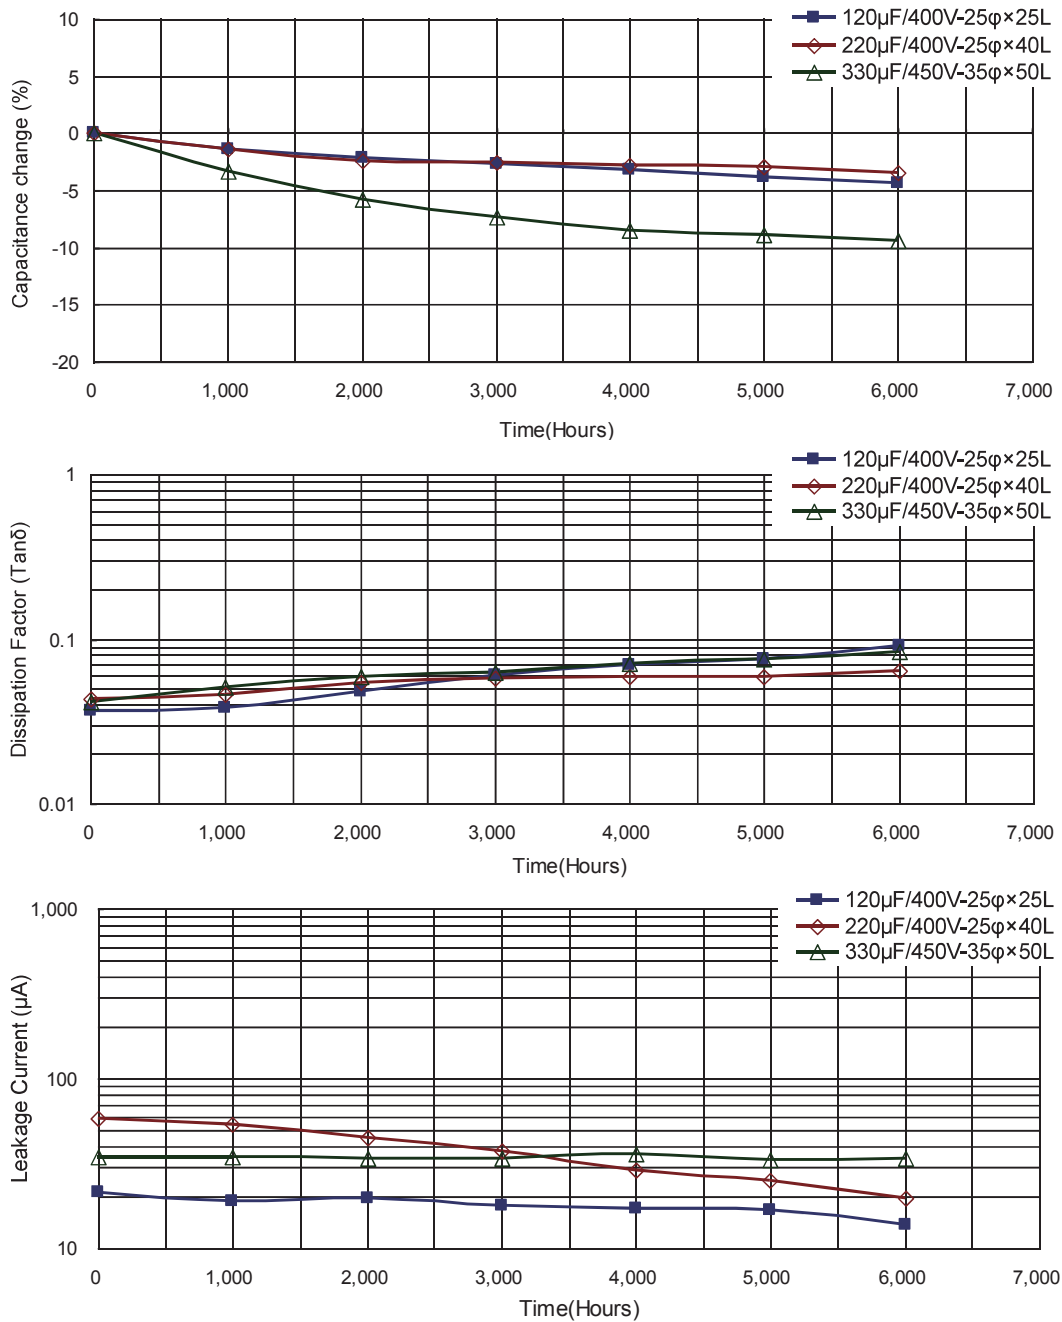 120µF/400V-25φ×25L
220µF/400V-25φ×40L
330µF/450V-35φ×50L
Capacitance change (%)
10
5
0
-5
-10
-15
-20
0 1,000 2,000 3,000 4,000 5,000 6,000 7,000
Time(Hours)
120µF/400V-25φ×25L
220µF/400V-25φ×40L
330µF/450V-35φ×50L
Dissipation Factor (Tanδ)
1
0.1
0.01
0 1,000 2,000 3,000 4,000 5,000 6,000 7,000
Time(Hours)
120µF/400V-25φ×25L
220µF/400V-25φ×40L
330µF/450V-35φ×50L
Leakage Current (µA)
1,000
100
10
0 1,000 2,000 3,000 4,000 5,000 6,000 7,000
Time(Hours)